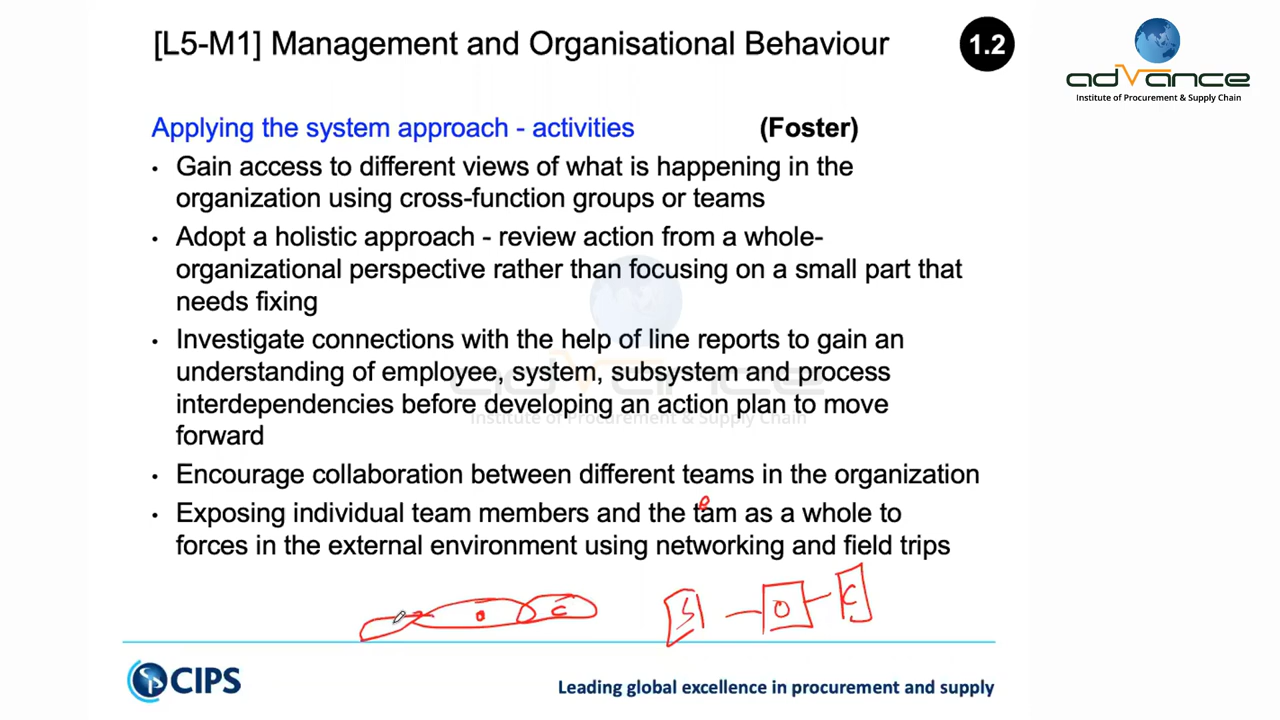 [L5-M1] Management and Organisational Behaviour
1.2
advance
Institute of Procurement & Supply Chain
Applying the system approach - activities (Foster)
• Gain access to different views of what is happening in the
organization using cross-function groups or teams
• Adopt a holistic approach - review action from a whole-
organizational perspective rather than focusing on a small part that
needs fixing
• Investigate connections with the help of line reports to gain an
understanding of employee, system, subsystem and process
interdependencies before developing an action plan to move
forward
• Encourage collaboration between different teams in the organization
e
• Exposing individual team members and the tam as a whole to
forces in the external environment using networking and field trips
advance
Institute of Procurement & Supply Chain
O C S O C
CIPS
Leading global excellence in procurement and supply